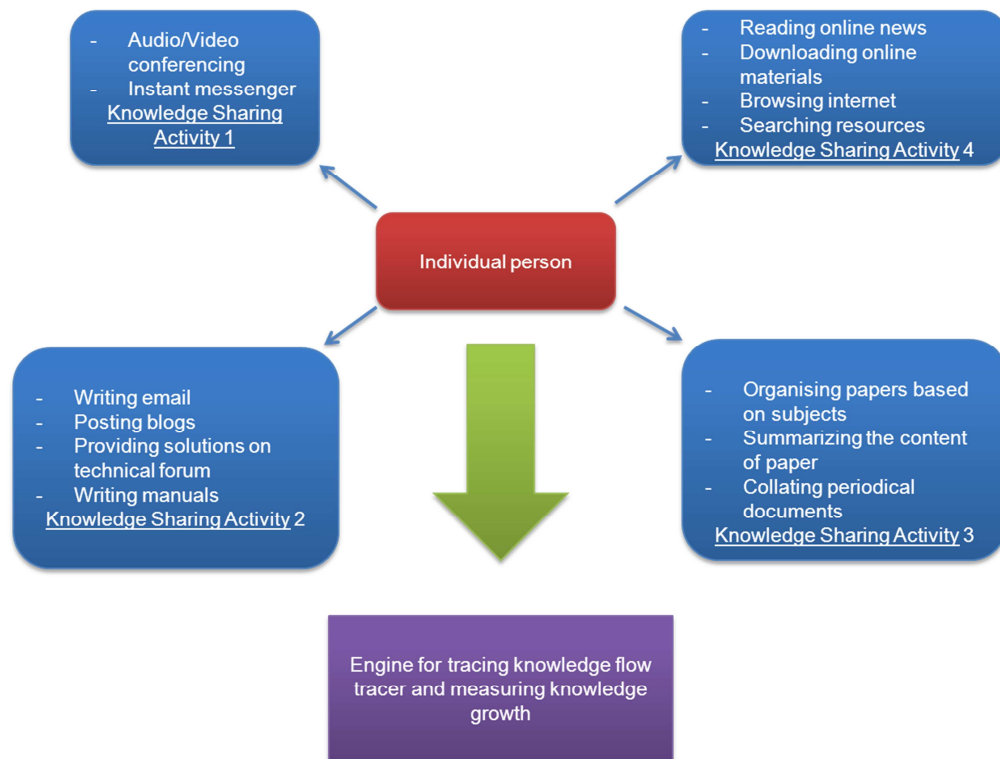 - Audio/Video
conferencing
- Instant messenger
Knowledge Sharing
Activity 1
- Reading online news
- Downloading online
materials
- Browsing internet
- Searching resources
Knowledge Sharing Activity 4
Individual person
- Writing email
- Posting blogs
- Providing solutions on
technical forum
- Writing manuals
Knowledge Sharing Activity 2
- Organising papers based
on subjects
- Summarizing the content
of paper
- Collating periodical
documents
Knowledge Sharing Activity 3
Engine for tracing knowledge flow
tracer and measuring knowledge
growth